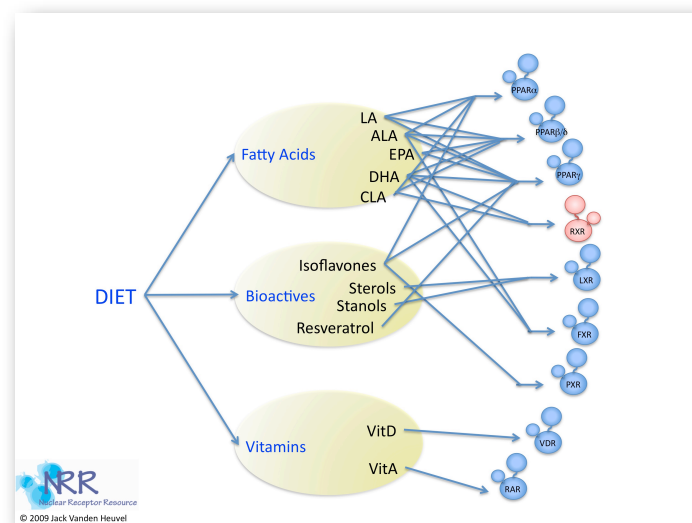 DIET
Fatty Acids
LA
ALA
EPA
DHA
CLA
Bioactives
Isoflavones
Sterols
Stanols
Resveratrol
Vitamins
VitD
VitA
PPARα
PPARβ/δ
PPARγ
RXR
LXR
FXR
PXR
VDR
RAR
NRR
Nuclear Receptor Resource
© 2009 Jack Vanden Heuvel